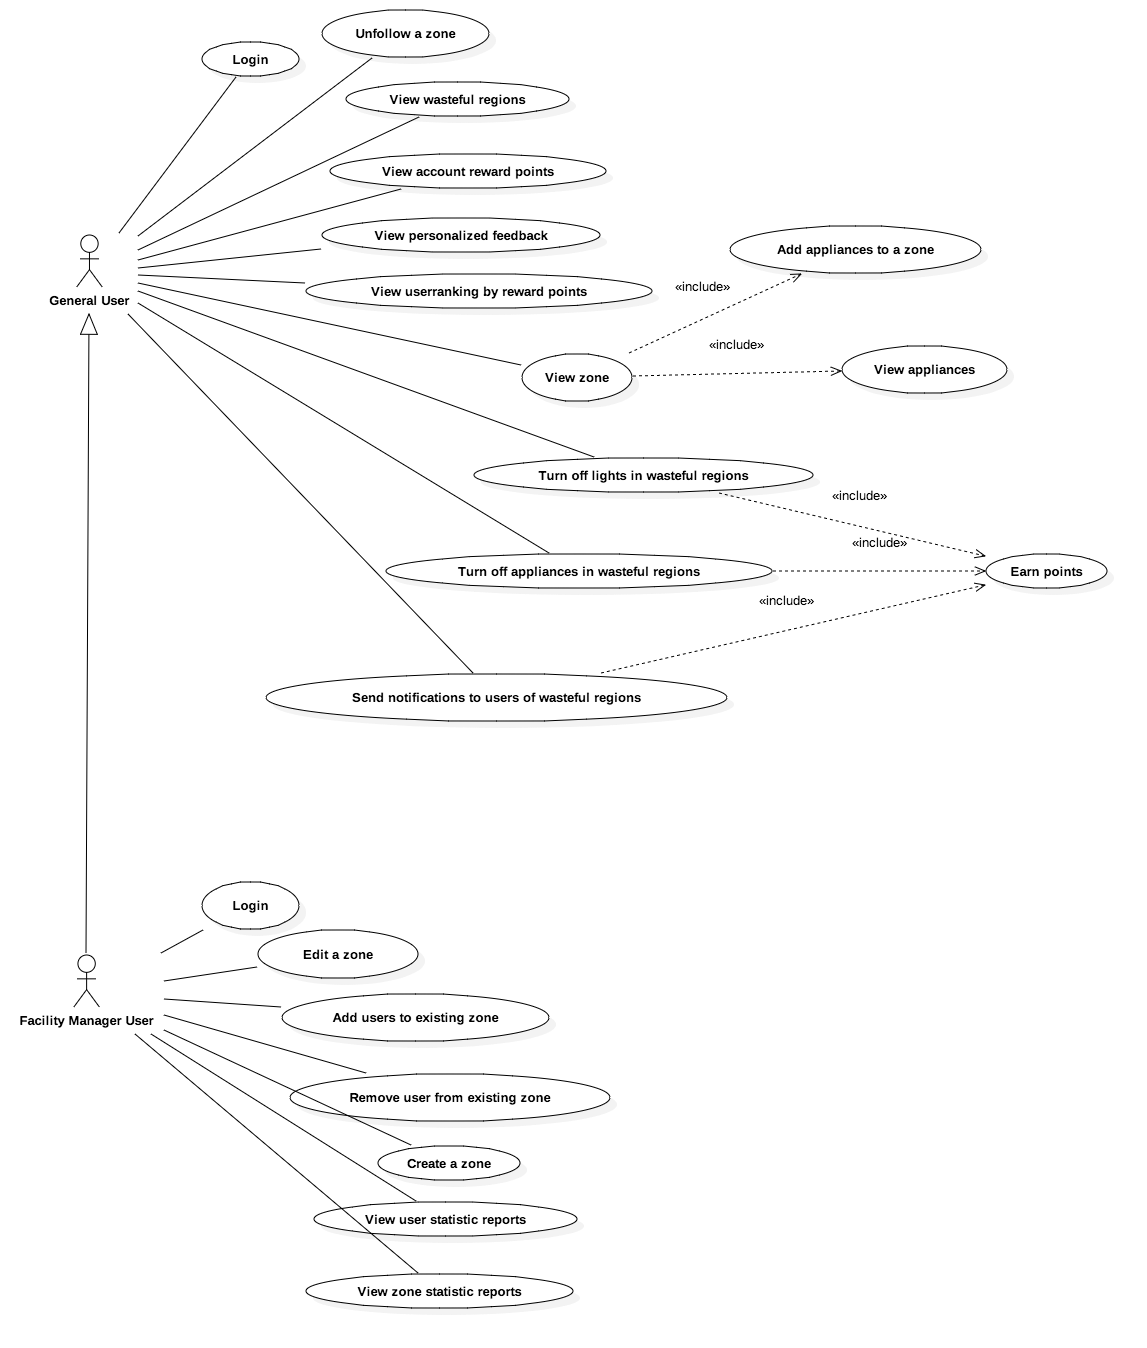 Unfollow a zone
Login
View wasteful regions
View account reward points
View personalized feedback
Add appliances to a zone
«include»
General User
View userranking by reward points
«include»
View zone
View appliances
Turn off lights in wasteful regions
«include»
«include»
Turn off appliances in wasteful regions
Earn points
«include»
Send notifications to users of wasteful regions
Login
Edit a zone
Facility Manager User
Add users to existing zone
Remove user from existing zone
Create a zone
View user statistic reports
View zone statistic reports